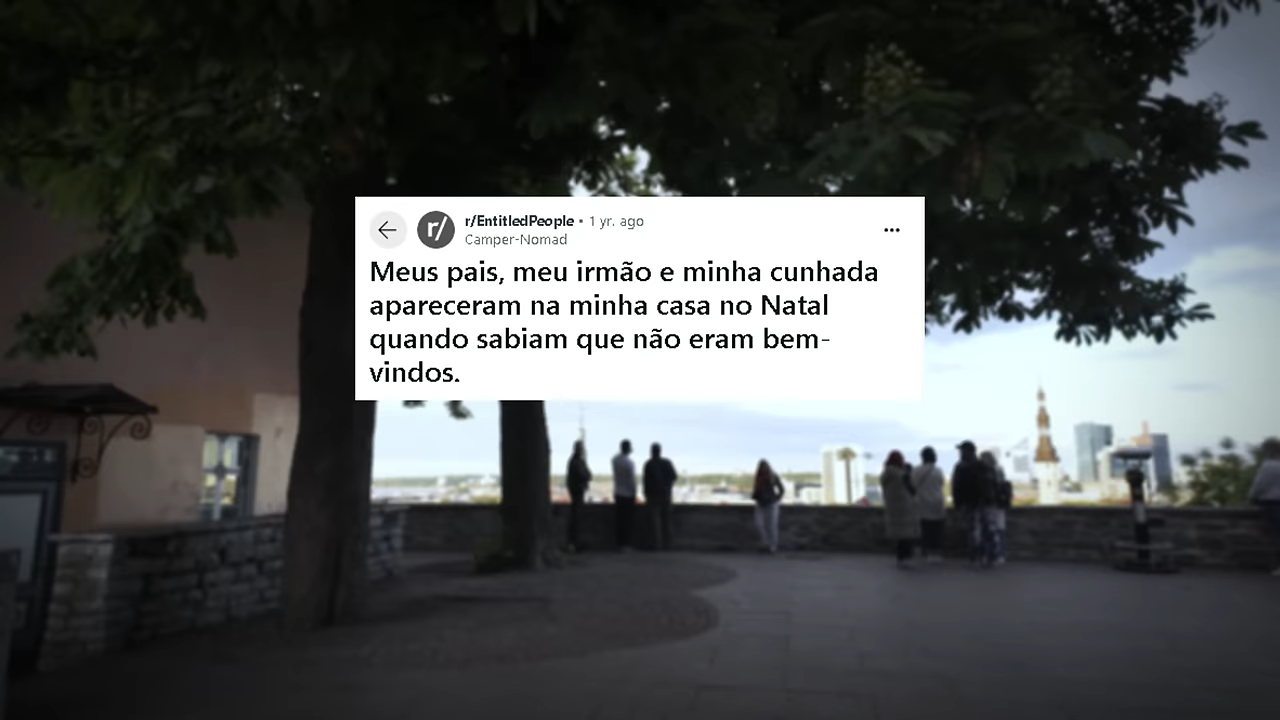 r/EntitledPeople • 1 yr. ago
Camper-Nomad
Meus pais, meu irmão e minha cunhada
apareceram na minha casa no Natal
quando sabiam que não eram bem-
vindos.